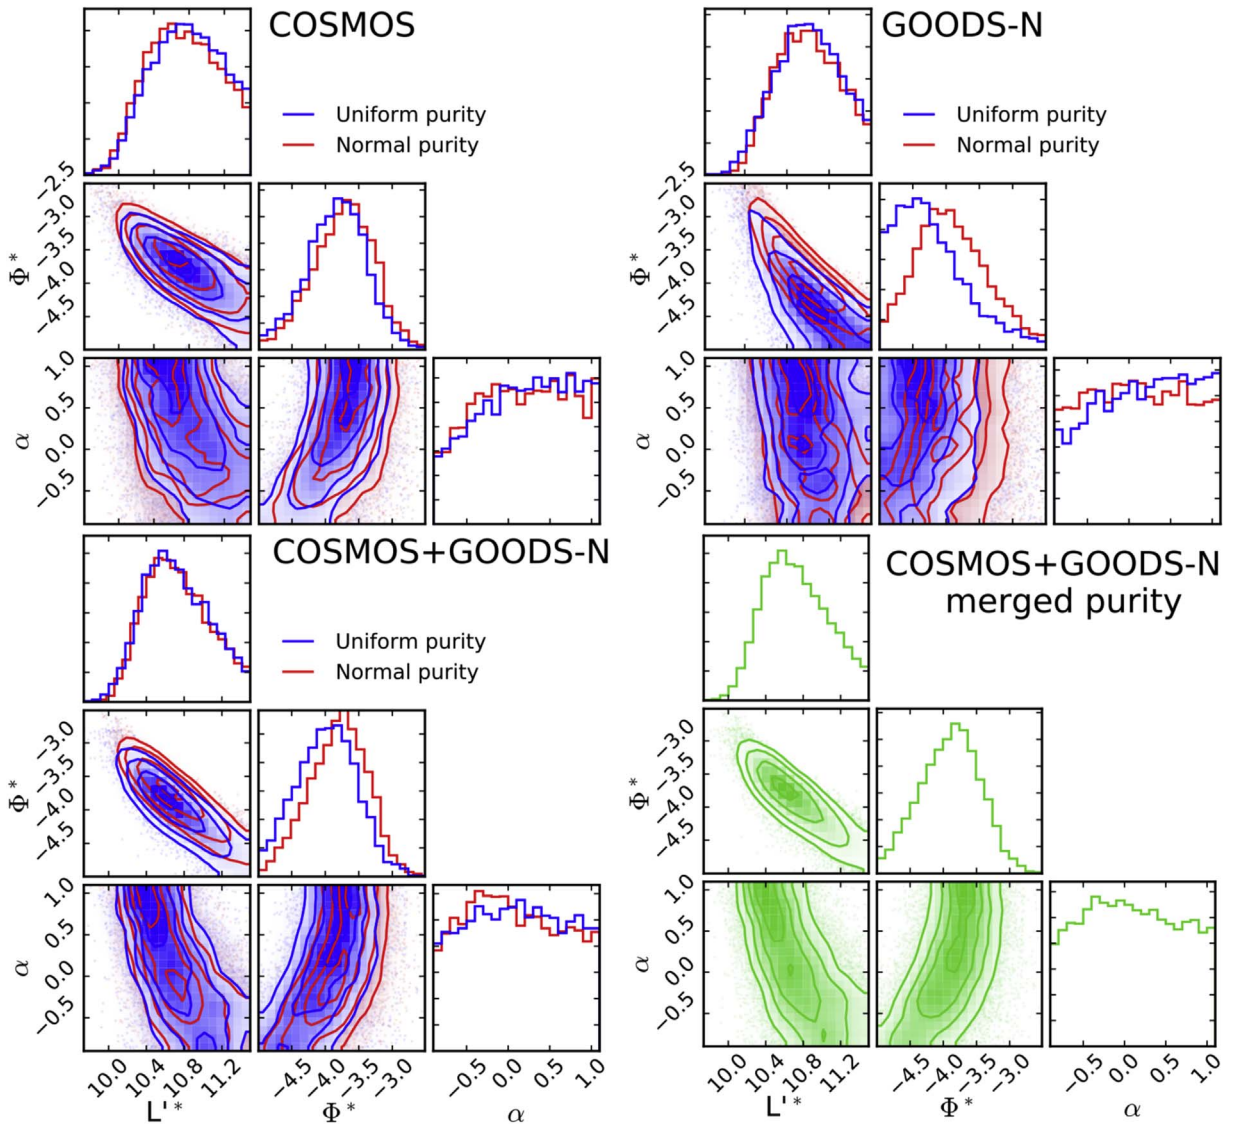 COSMOS
Uniform purity
Normal purity
Φ*
−2.5
−3.0
−3.5
−4.0
−4.5
α
1.0
0.5
0.0
−0.5
GOODS-N
Uniform purity
Normal purity
Φ*
−2.5
−3.0
−3.5
−4.0
−4.5
α
1.0
0.5
0.0
−0.5
COSMOS+GOODS-N
Uniform purity
Normal purity
Φ*
−3.0
−3.5
−4.0
−4.5
α
1.0
0.5
0.0
−0.5
10.0 10.4 10.8 11.2
−4.5 −4.0 −3.5 −3.0
−0.5 0.0 0.5 1.0
L'* Φ* α
COSMOS+GOODS-N
merged purity
Φ*
−3.0
−3.5
−4.0
−4.5
α
1.0
0.5
0.0
−0.5
10.0 10.4 10.8 11.2
−4.5 −4.0 −3.5 −3.0
−0.5 0.0 0.5 1.0
L'* Φ* α